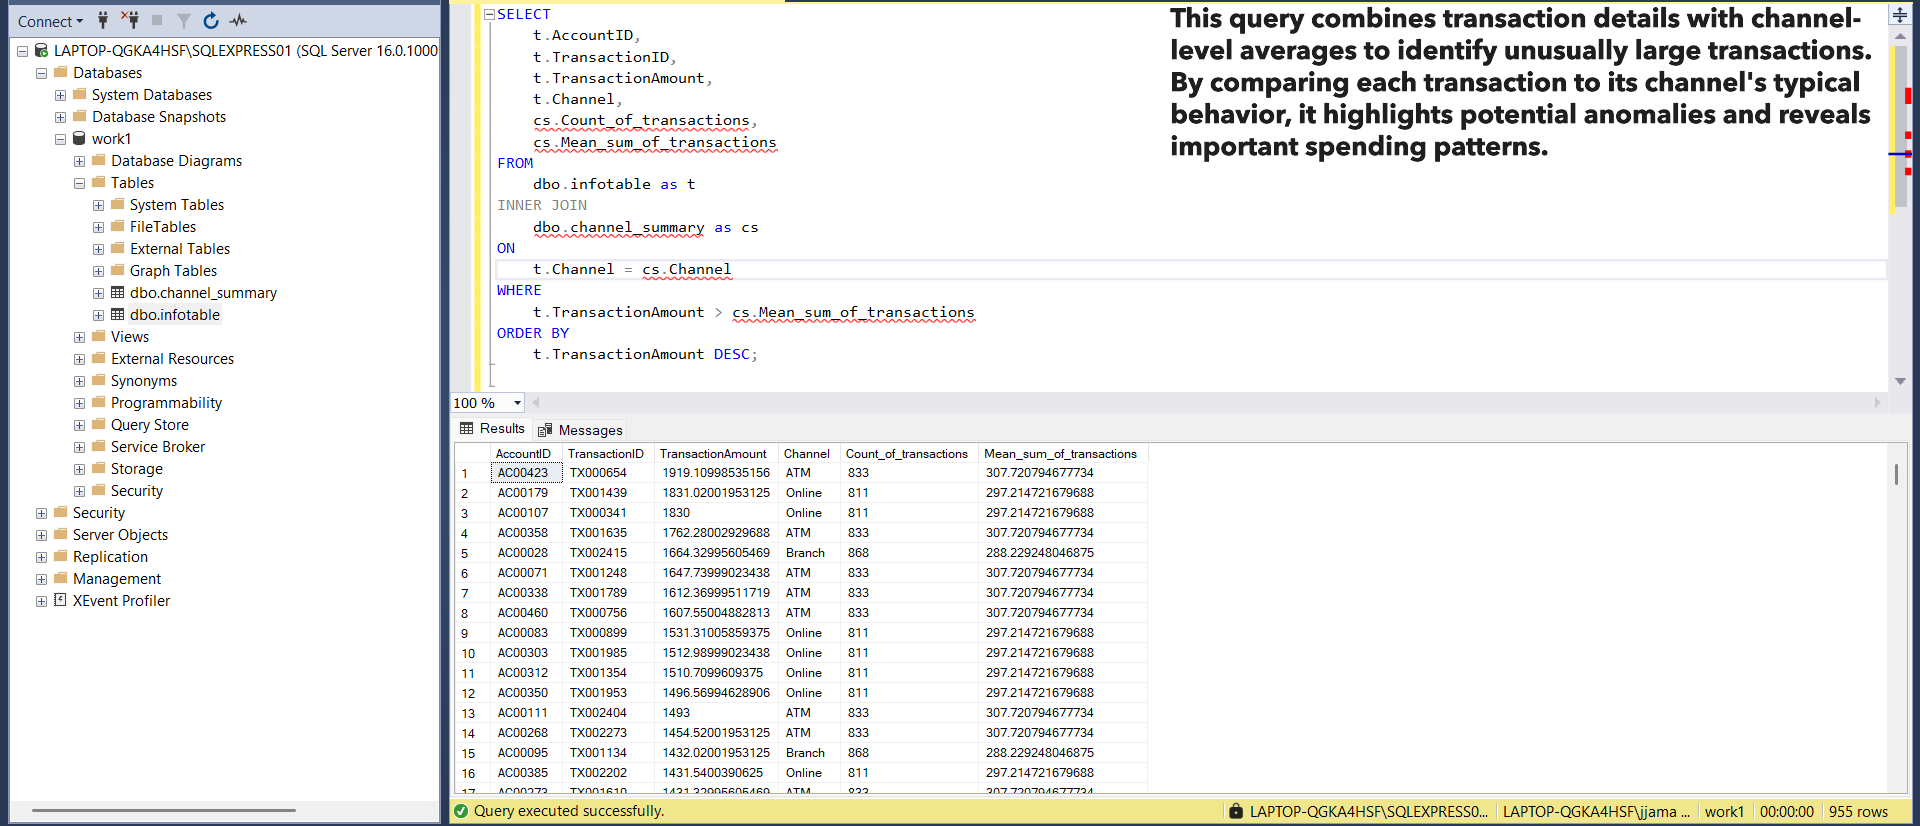 Connect
LAPTOP-QGKA4HSF\SQLEXPRESS01 (SQL Server 16.0.1000
Databases
System Databases
Database Snapshots
work1
Database Diagrams
Tables
System Tables
FileTables
External Tables
Graph Tables
dbo.channel_summary
dbo.infotable
Views
External Resources
Synonyms
Programmability
Query Store
Service Broker
Storage
Security
Security
Server Objects
Replication
Management
XEvent Profiler
SELECT
t.AccountID,
t.TransactionID,
t.TransactionAmount,
t.Channel,
cs.Count_of_transactions,
cs.Mean_sum_of_transactions
FROM
dbo.infotable as t
INNER JOIN
dbo.channel_summary as cs
ON
t.Channel = cs.Channel
WHERE
t.TransactionAmount > cs.Mean_sum_of_transactions
ORDER BY
t.TransactionAmount DESC;
This query combines transaction details with channel-
level averages to identify unusually large transactions.
By comparing each transaction to its channel's typical
behavior, it highlights potential anomalies and reveals
important spending patterns.
100 %
Results Messages
AccountID TransactionID TransactionAmount Channel Count_of_transactions Mean_sum_of_transactions
1 AC00423 TX000654 1919.10998535156 ATM 833 307.720794677734
2 AC00179 TX001439 1831.02001953125 Online 811 297.214721679688
3 AC00107 TX000341 1830 Online 811 297.214721679688
4 AC00358 TX001635 1762.28002929688 ATM 833 307.720794677734
5 AC00028 TX002415 1664.32995605469 Branch 868 288.229248046875
6 AC00071 TX001248 1647.73999023438 ATM 833 307.720794677734
7 AC00338 TX001789 1612.36999511719 ATM 833 307.720794677734
8 AC00460 TX000756 1607.55004882813 ATM 833 307.720794677734
9 AC00083 TX000899 1531.31005859375 Online 811 297.214721679688
10 AC00303 TX001985 1512.98999023438 Online 811 297.214721679688
11 AC00312 TX001354 1510.7099609375 Online 811 297.214721679688
12 AC00350 TX001953 1496.56994628906 Online 811 297.214721679688
13 AC00111 TX002404 1493 ATM 833 307.720794677734
14 AC00268 TX002273 1454.52001953125 ATM 833 307.720794677734
15 AC00095 TX001134 1432.02001953125 Branch 868 288.229248046875
16 AC00385 TX002202 1431.5400390625 Online 811 297.214721679688
17 AC00273 TX001610 1431.32995605469 ATM 833 307.720794677734
Query executed successfully.
LAPTOP-QGKA4HSF\SQLEXPRESS0... LAPTOP-QGKA4HSF\jjama ... work1 00:00:00 955 rows